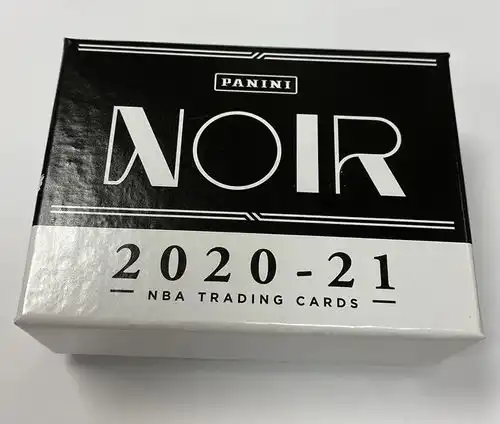 PANINI
NOIR
2020-21
NBA TRADING CARDS